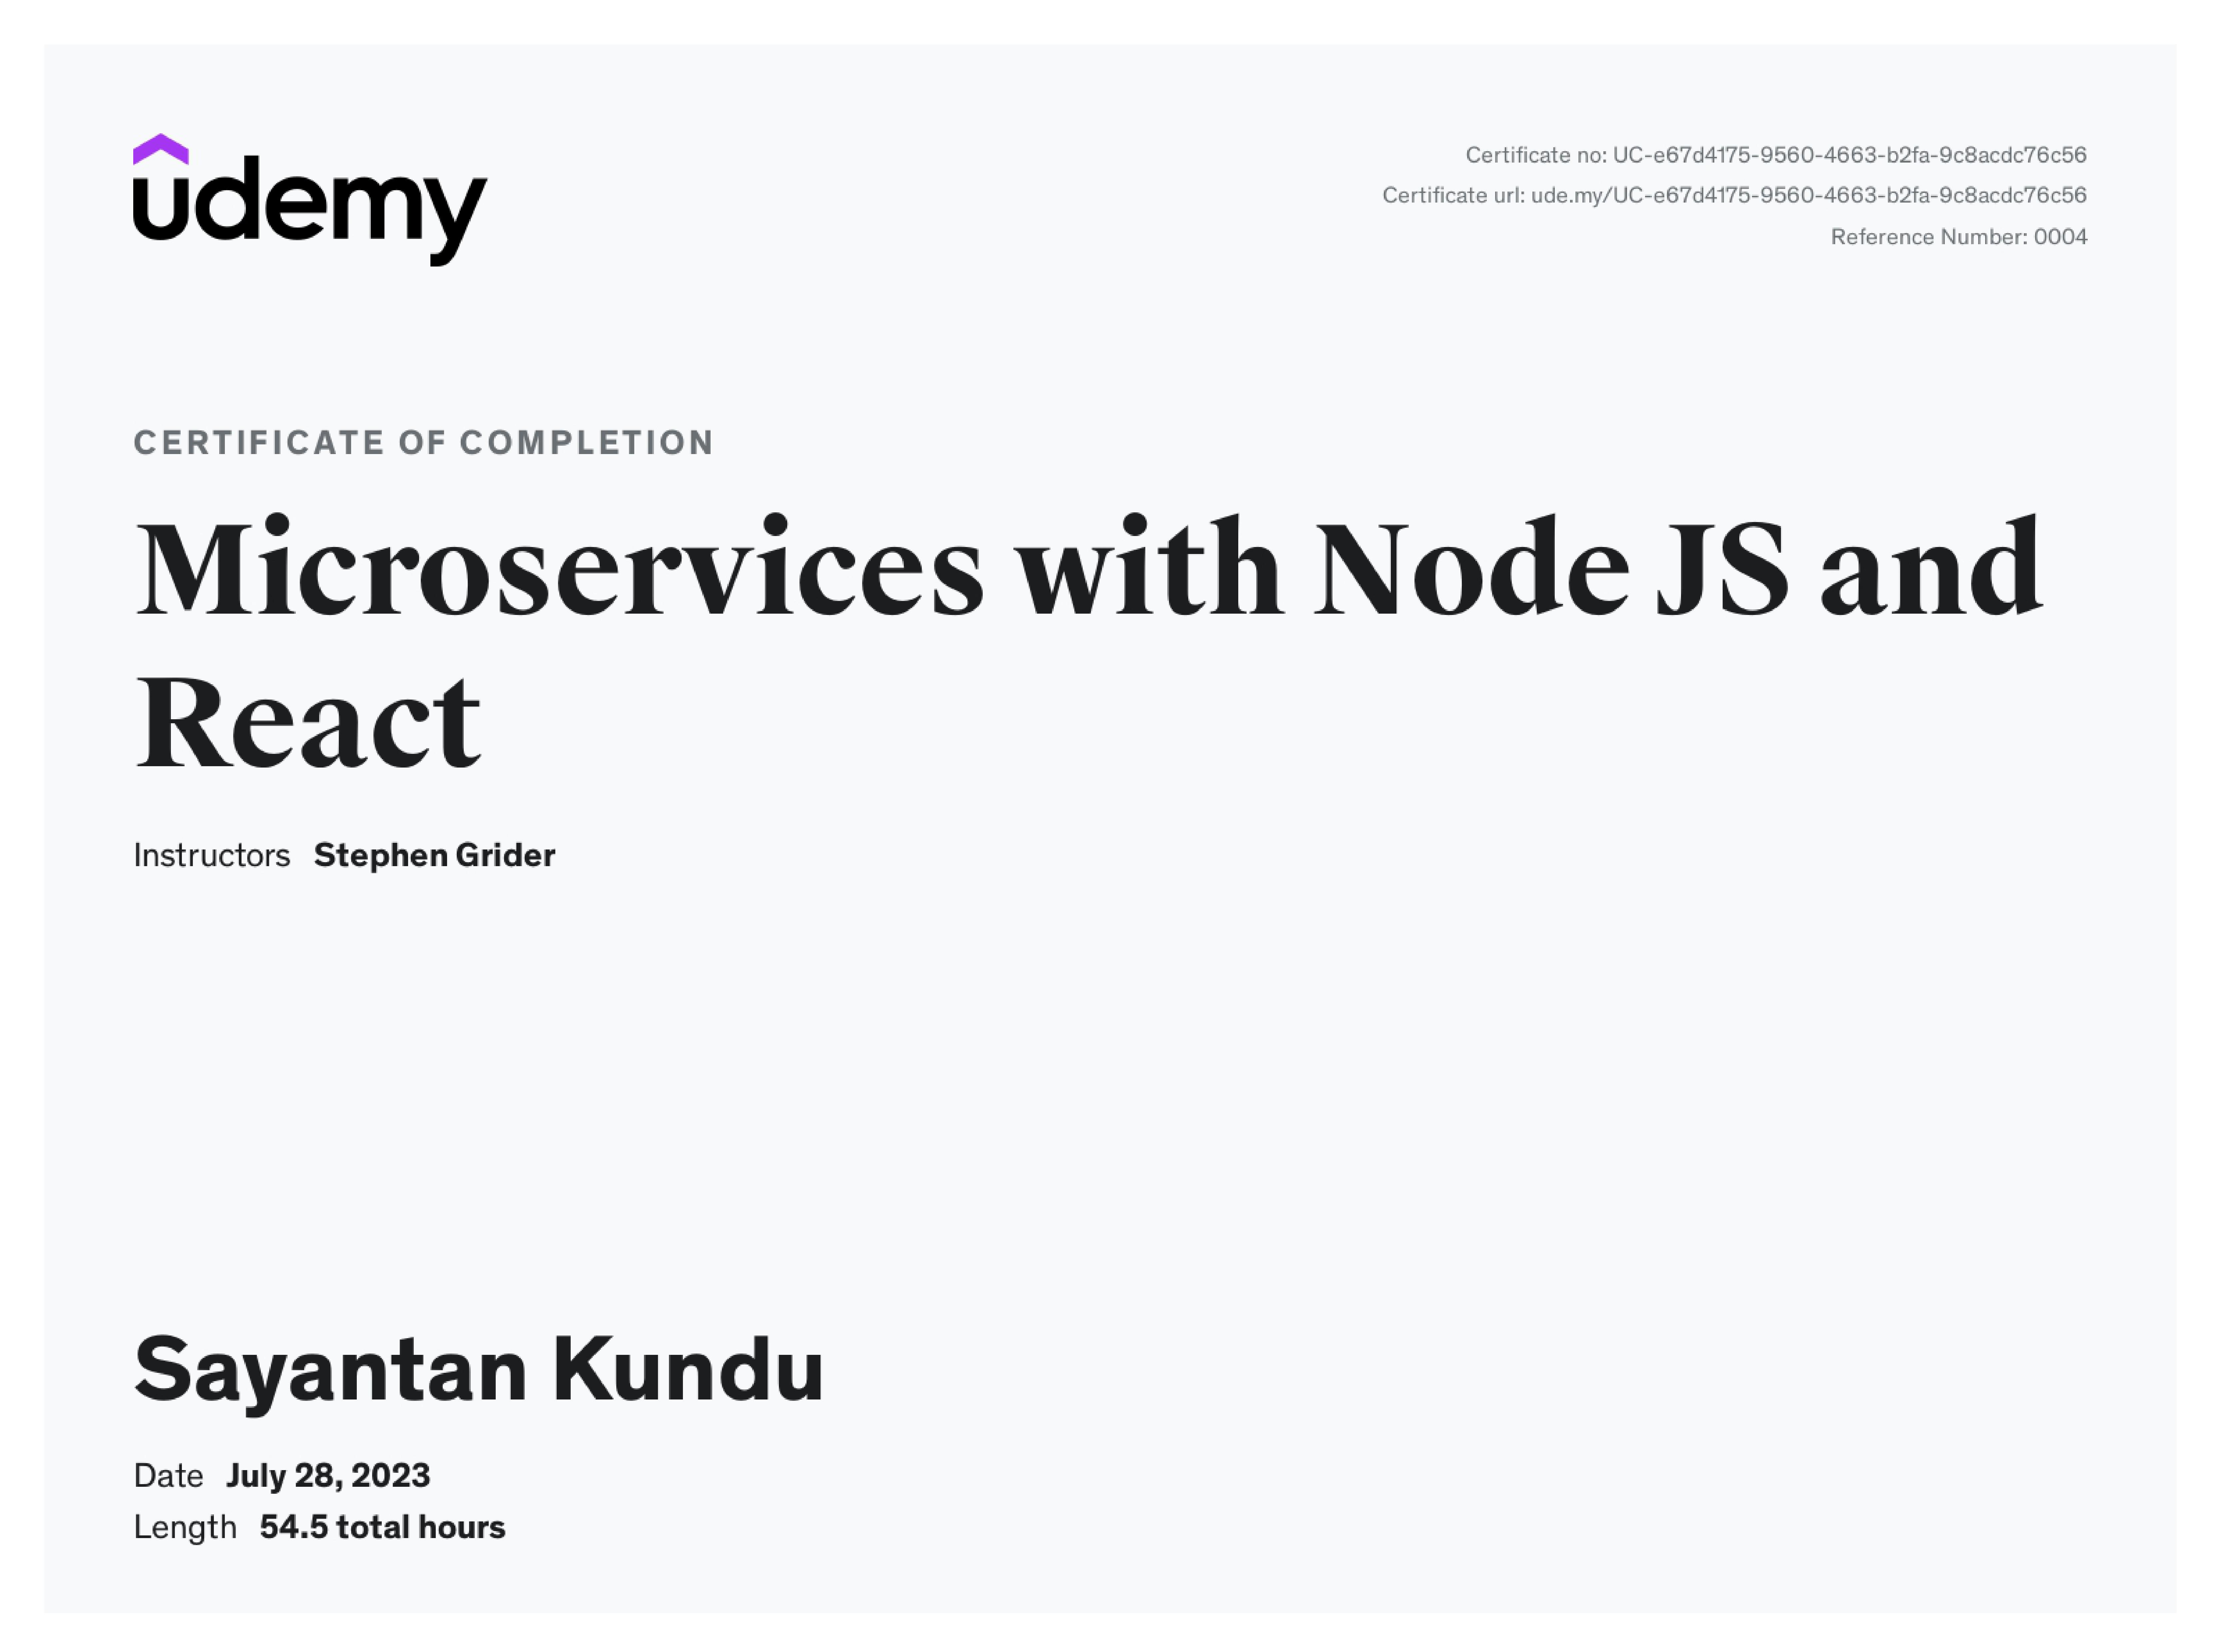 udemy
Certificate no: UC-e67d4175-9560-4663-b2fa-9c8acdc76c56
Certificate url: ude.my/UC-e67d4175-9560-4663-b2fa-9c8acdc76c56
Reference Number: 0004
CERTIFICATE OF COMPLETION
Microservices with Node JS and
React
Instructors Stephen Grider
Sayantan Kundu
Date July 28, 2023
Length 54.5 total hours